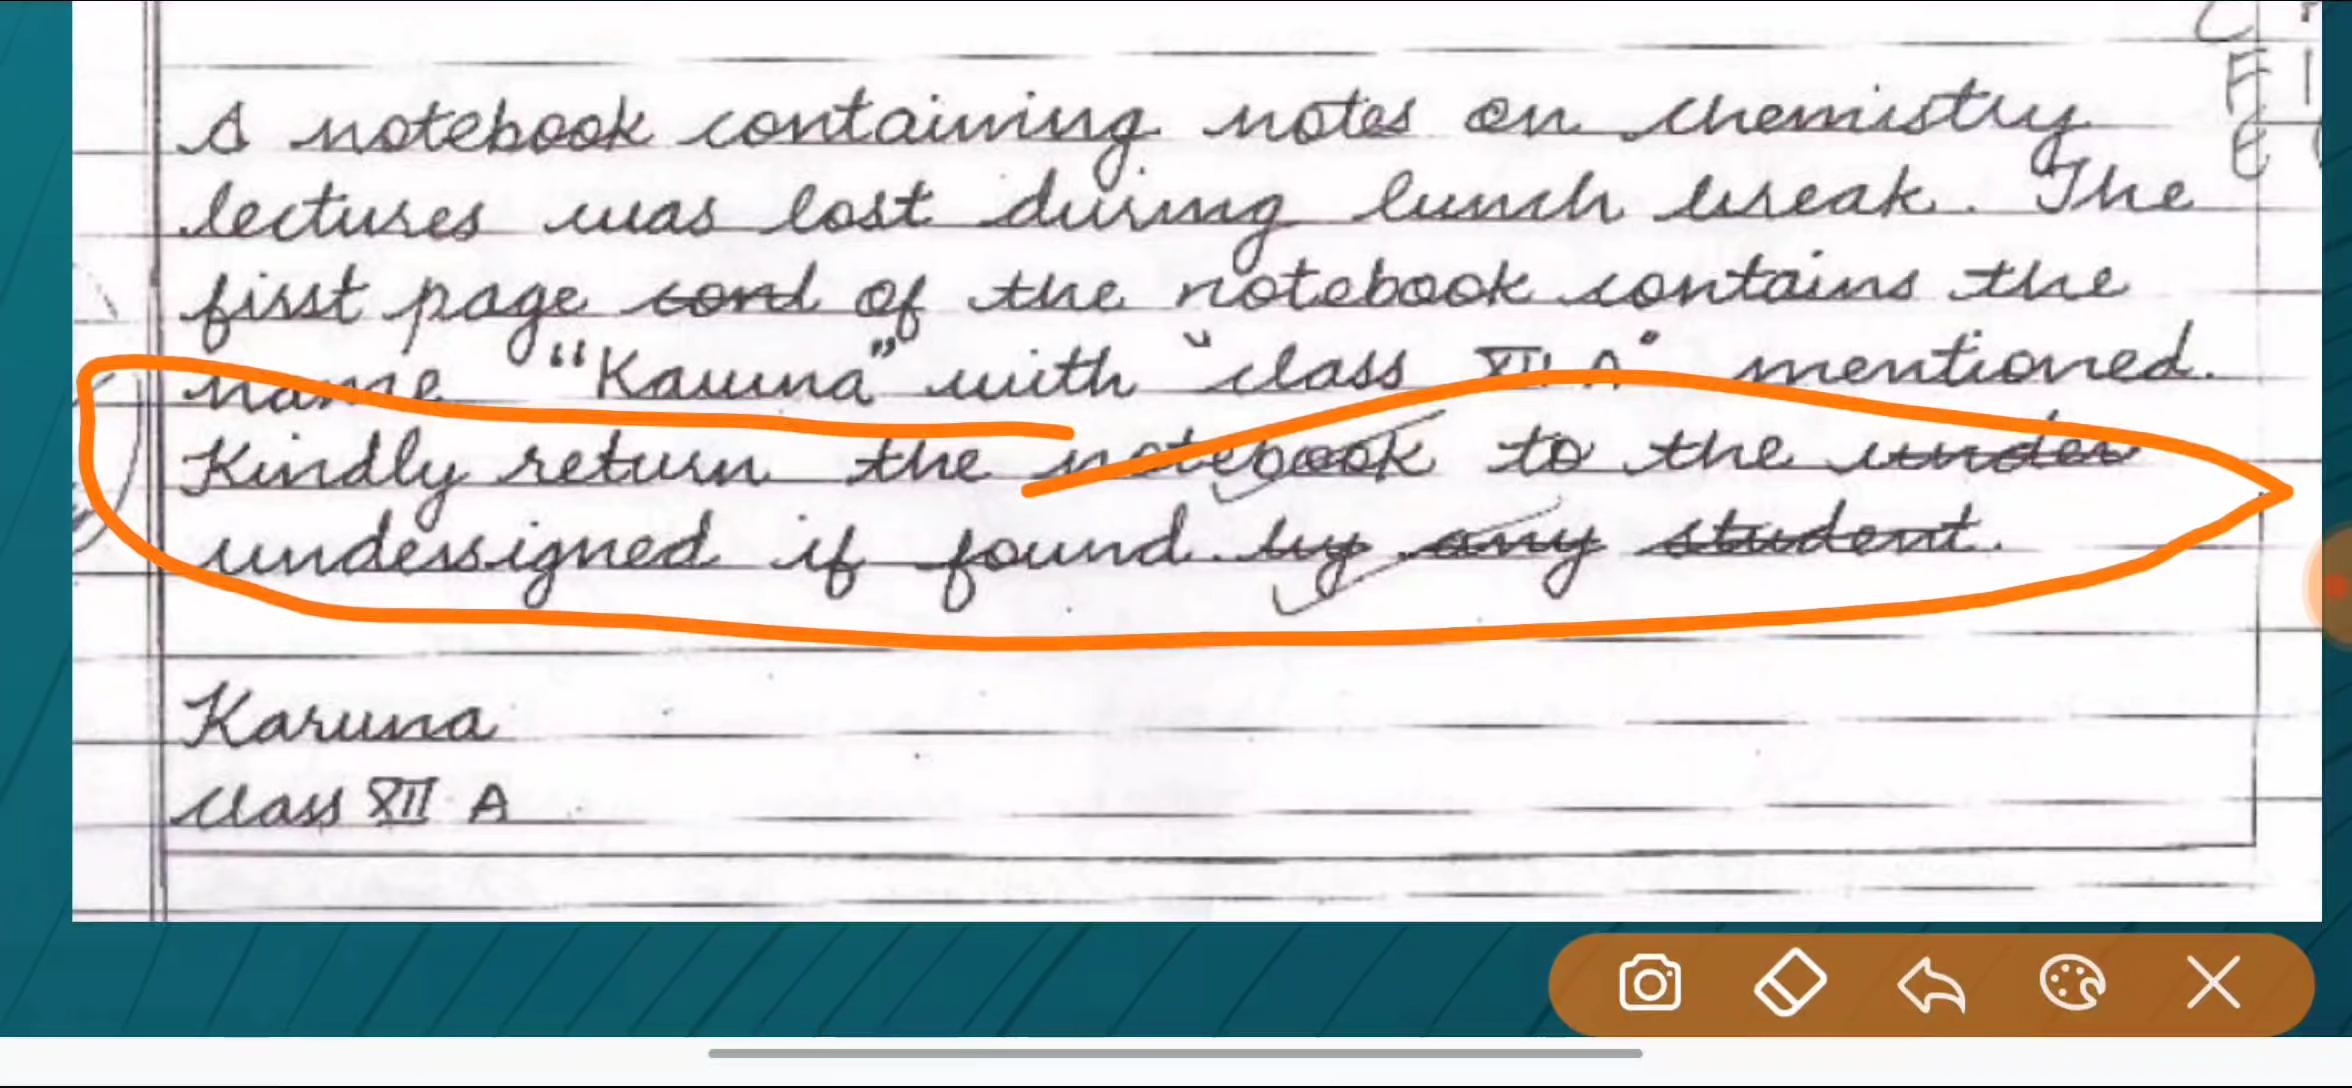 A notebook containing notes on chemistry
lectures was lost during lunch break. The
first page cond of the notebook contains the
name "Karuna" with "class XII A" mentioned.
Kindly return the notebook to the under
undersigned if found by any student.
Karuna
class XII A